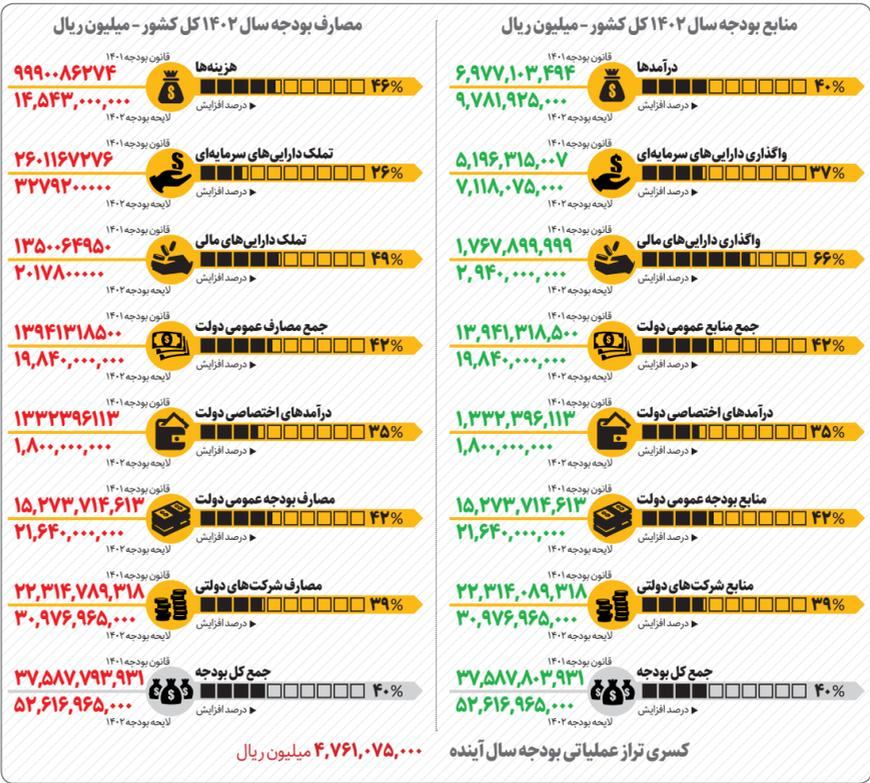 منابع بودجه سال ۱۴۰۲ کل کشور - میلیون ریال
قانون بودجه ۱۴۰۱
درآمدها
۶,۹۷۷,۱۰۳,۴۹۴
۴۰%
۹,۷۸۱,۹۲۵,۰۰۰
درصد افزایش
لایحه بودجه ۱۴۰۲
قانون بودجه ۱۴۰۱
واگذاری دارایی‌های سرمایه‌ای
۵,۱۹۶,۳۱۵,۰۰۷
۳۷%
۷,۱۱۸,۰۷۵,۰۰۰
درصد افزایش
لایحه بودجه ۱۴۰۲
قانون بودجه ۱۴۰۱
واگذاری دارایی‌های مالی
۱,۷۶۷,۸۹۹,۹۹۹
۶۶%
۲,۹۴۰,۰۰۰,۰۰۰
درصد افزایش
لایحه بودجه ۱۴۰۲
قانون بودجه ۱۴۰۱
جمع منابع عمومی دولت
۱۳,۹۴۱,۳۱۸,۵۰۰
۴۲%
۱۹,۸۴۰,۰۰۰,۰۰۰
درصد افزایش
لایحه بودجه ۱۴۰۲
قانون بودجه ۱۴۰۱
درآمدهای اختصاصی دولت
۱,۳۳۲,۳۹۶,۱۱۳
۳۵%
۱,۸۰۰,۰۰۰,۰۰۰
درصد افزایش
لایحه بودجه ۱۴۰۲
قانون بودجه ۱۴۰۱
منابع بودجه عمومی دولت
۱۵,۲۷۳,۷۱۴,۶۱۳
۴۲%
۲۱,۶۴۰,۰۰۰,۰۰۰
درصد افزایش
لایحه بودجه ۱۴۰۲
قانون بودجه ۱۴۰۱
منابع شرکت‌های دولتی
۲۲,۳۱۴,۰۸۹,۳۱۸
۳۹%
۳۰,۹۷۶,۹۶۵,۰۰۰
درصد افزایش
لایحه بودجه ۱۴۰۲
قانون بودجه ۱۴۰۱
جمع کل بودجه
۳۷,۵۸۷,۸۰۳,۹۳۱
۴۰%
۵۲,۶۱۶,۹۶۵,۰۰۰
درصد افزایش
لایحه بودجه ۱۴۰۲
مصارف بودجه سال ۱۴۰۲ کل کشور - میلیون ریال
قانون بودجه ۱۴۰۱
هزینه‌ها
۹۹۹۰۰۸۶۲۷۴
۴۶%
۱۴,۵۴۳,۰۰۰,۰۰۰
درصد افزایش
لایحه بودجه ۱۴۰۲
قانون بودجه ۱۴۰۱
تملک دارایی‌های سرمایه‌ای
۲۶۰۱۱۶۷۲۷۶
۲۶%
۳۲۷۹۲۰۰۰۰۰
درصد افزایش
لایحه بودجه ۱۴۰۲
قانون بودجه ۱۴۰۱
تملک دارایی‌های مالی
۱۳۵۰۰۶۴۹۵۰
۴۹%
۲۰۱۷۸۰۰۰۰۰
درصد افزایش
لایحه بودجه ۱۴۰۲
قانون بودجه ۱۴۰۱
جمع مصارف عمومی دولت
۱۳۹۴۱۳۱۸۵۰۰
۴۲%
۱۹,۸۴۰,۰۰۰,۰۰۰
درصد افزایش
لایحه بودجه ۱۴۰۲
قانون بودجه ۱۴۰۱
درآمدهای اختصاصی دولت
۱۳۳۲۳۹۶۱۱۳
۳۵%
۱,۸۰۰,۰۰۰,۰۰۰
درصد افزایش
لایحه بودجه ۱۴۰۲
قانون بودجه ۱۴۰۱
مصارف بودجه عمومی دولت
۱۵,۲۷۳,۷۱۴,۶۱۳
۴۲%
۲۱,۶۴۰,۰۰۰,۰۰۰
درصد افزایش
لایحه بودجه ۱۴۰۲
قانون بودجه ۱۴۰۱
مصارف شرکت‌های دولتی
۲۲,۳۱۴,۷۸۹,۳۱۸
۳۹%
۳۰,۹۷۶,۹۶۵,۰۰۰
درصد افزایش
لایحه بودجه ۱۴۰۲
قانون بودجه ۱۴۰۱
جمع کل بودجه
۳۷,۵۸۷,۷۹۳,۹۳۱
۴۰%
۵۲,۶۱۶,۹۶۵,۰۰۰
درصد افزایش
لایحه بودجه ۱۴۰۲
کسری تراز عملیاتی بودجه سال آینده ۴,۷۶۱,۰۷۵,۰۰۰ میلیون ریال